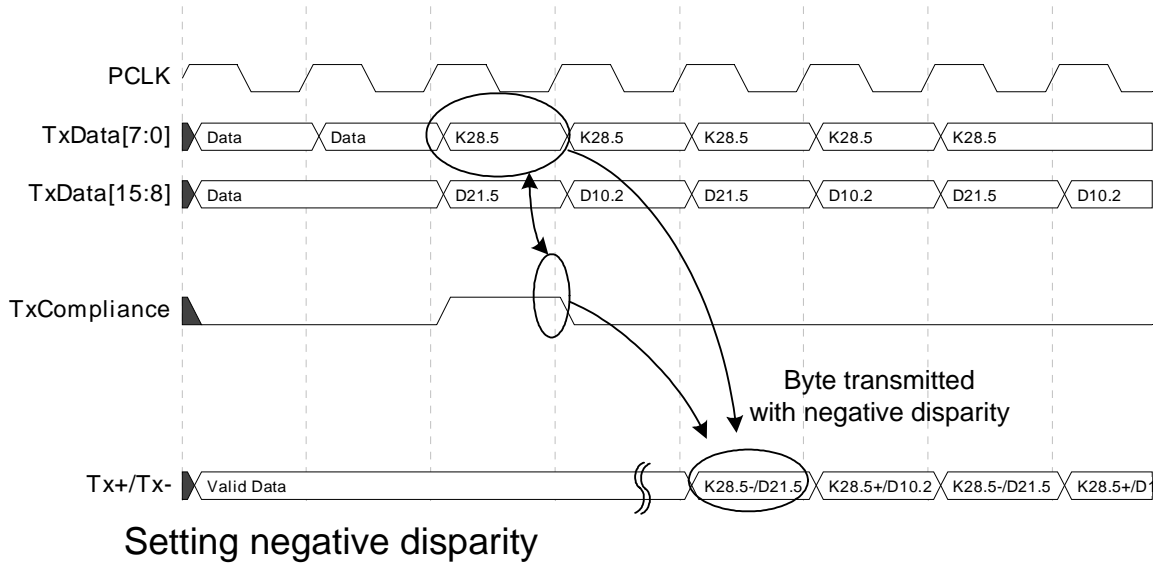 PCLK
TxData[7:0] Data Data K28.5 K28.5 K28.5 K28.5 K28.5
TxData[15:8] Data D21.5 D10.2 D21.5 D10.2 D21.5 D10.2
TxCompliance
Byte transmitted
with negative disparity
Tx+/Tx- Valid Data K28.5-/D21.5 K28.5+/D10.2 K28.5-/D21.5 K28.5+/D1
Setting negative disparity